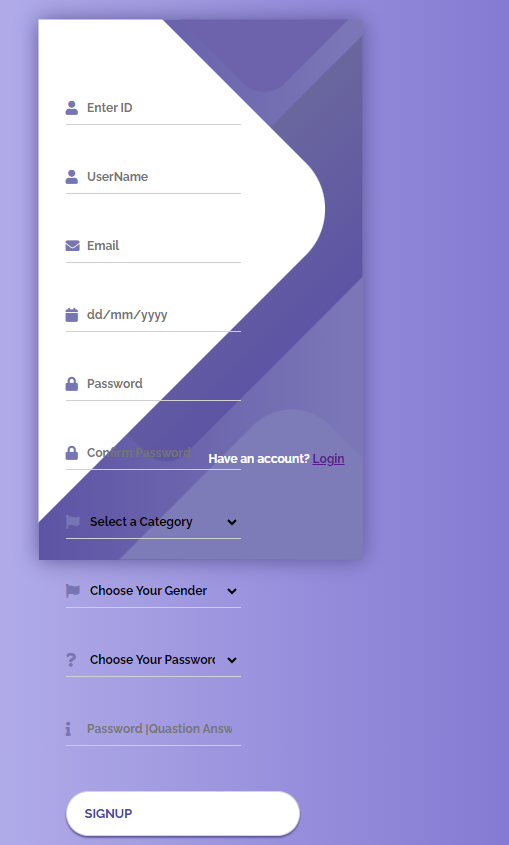 Enter ID
UserName
Email
dd/mm/yyyy
Password
Confirm Password
Have an account? Login
Select a Category
Choose Your Gender
Choose Your Passwor
Password |Quastion Answ
SIGNUP